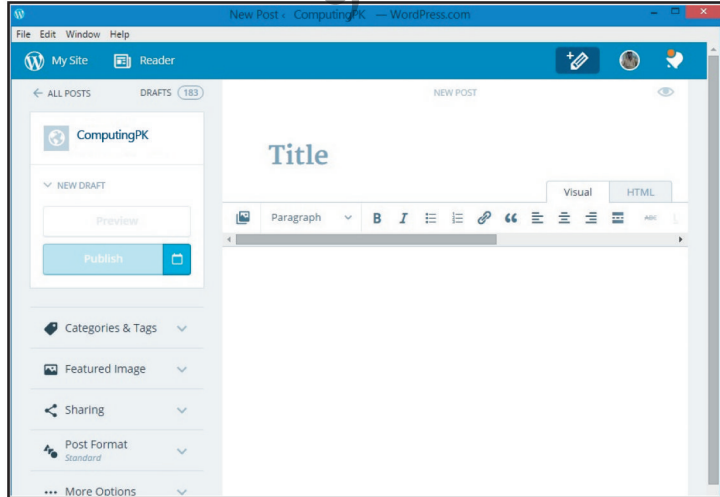 New Post ‹ ComputingPK — WordPress.com
File Edit Window Help
My Site Reader
← ALL POSTS DRAFTS 183
NEW POST
ComputingPK
Title
NEW DRAFT
Visual HTML
Preview
Paragraph B I ABC
Publish
Categories & Tags
Featured Image
Sharing
Post Format
Standard
More Options